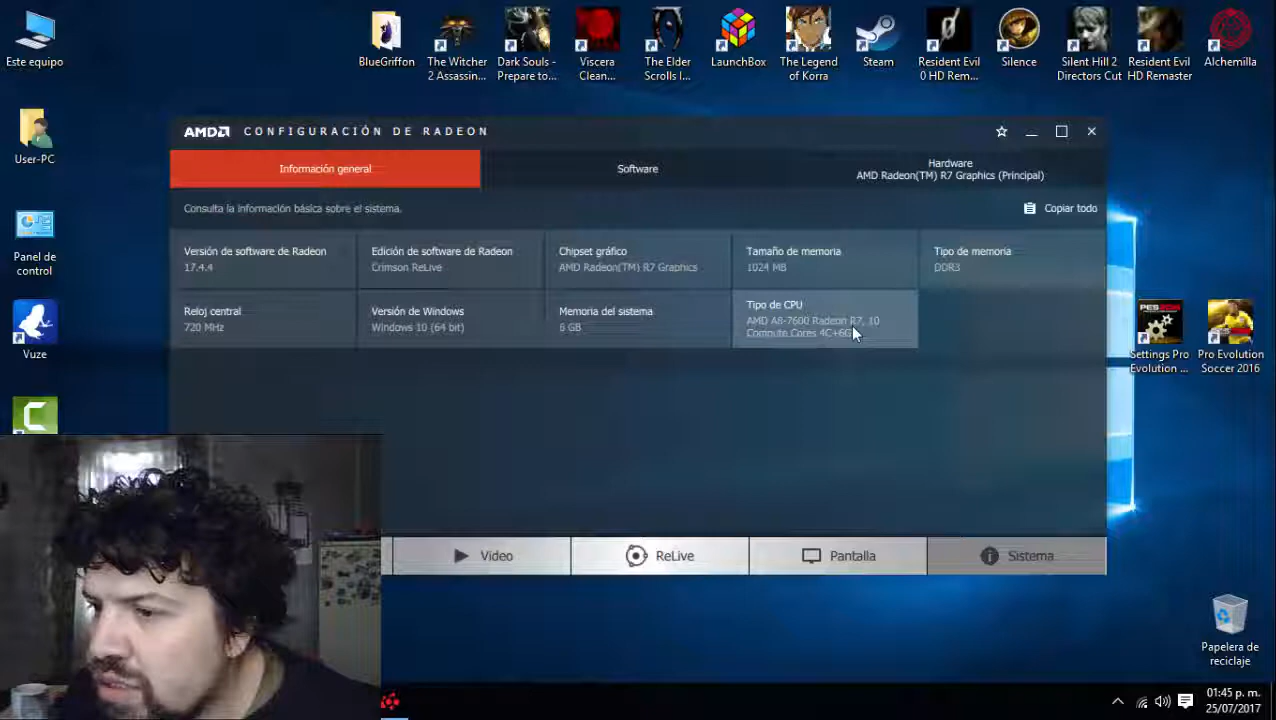 Este equipo
BlueGriffon
The Witcher
2 Assassin...
Dark Souls -
Prepare to...
Viscera
Clean...
The Elder
Scrolls I...
LaunchBox
The Legend
of Korra
Steam
Resident Evil
0 HD Rem...
Silence
Silent Hill 2
Directors Cut
Resident Evil
HD Remaster
Alchemilla
User-PC
Panel de
control
Vuze
AMD CONFIGURACIÓN DE RADEON
Información general
Software
Hardware
AMD Radeon(TM) R7 Graphics (Principal)
Consulta la información básica sobre el sistema.
Copiar todo
Versión de software de Radeon
17.4.4
Edición de software de Radeon
Crimson ReLive
Chipset gráfico
AMD Radeon(TM) R7 Graphics
Tamaño de memoria
1024 MB
Tipo de memoria
DDR3
Reloj central
720 MHz
Versión de Windows
Windows 10 (64 bit)
Memoria del sistema
6 GB
Tipo de CPU
AMD A8-7600 Radeon R7, 10
Compute Cores 4C+6G
Settings Pro
Evolution ...
Pro Evolution
Soccer 2016
Video
ReLive
Pantalla
Sistema
Papelera de
reciclaje
01:45 p. m.
25/07/2017